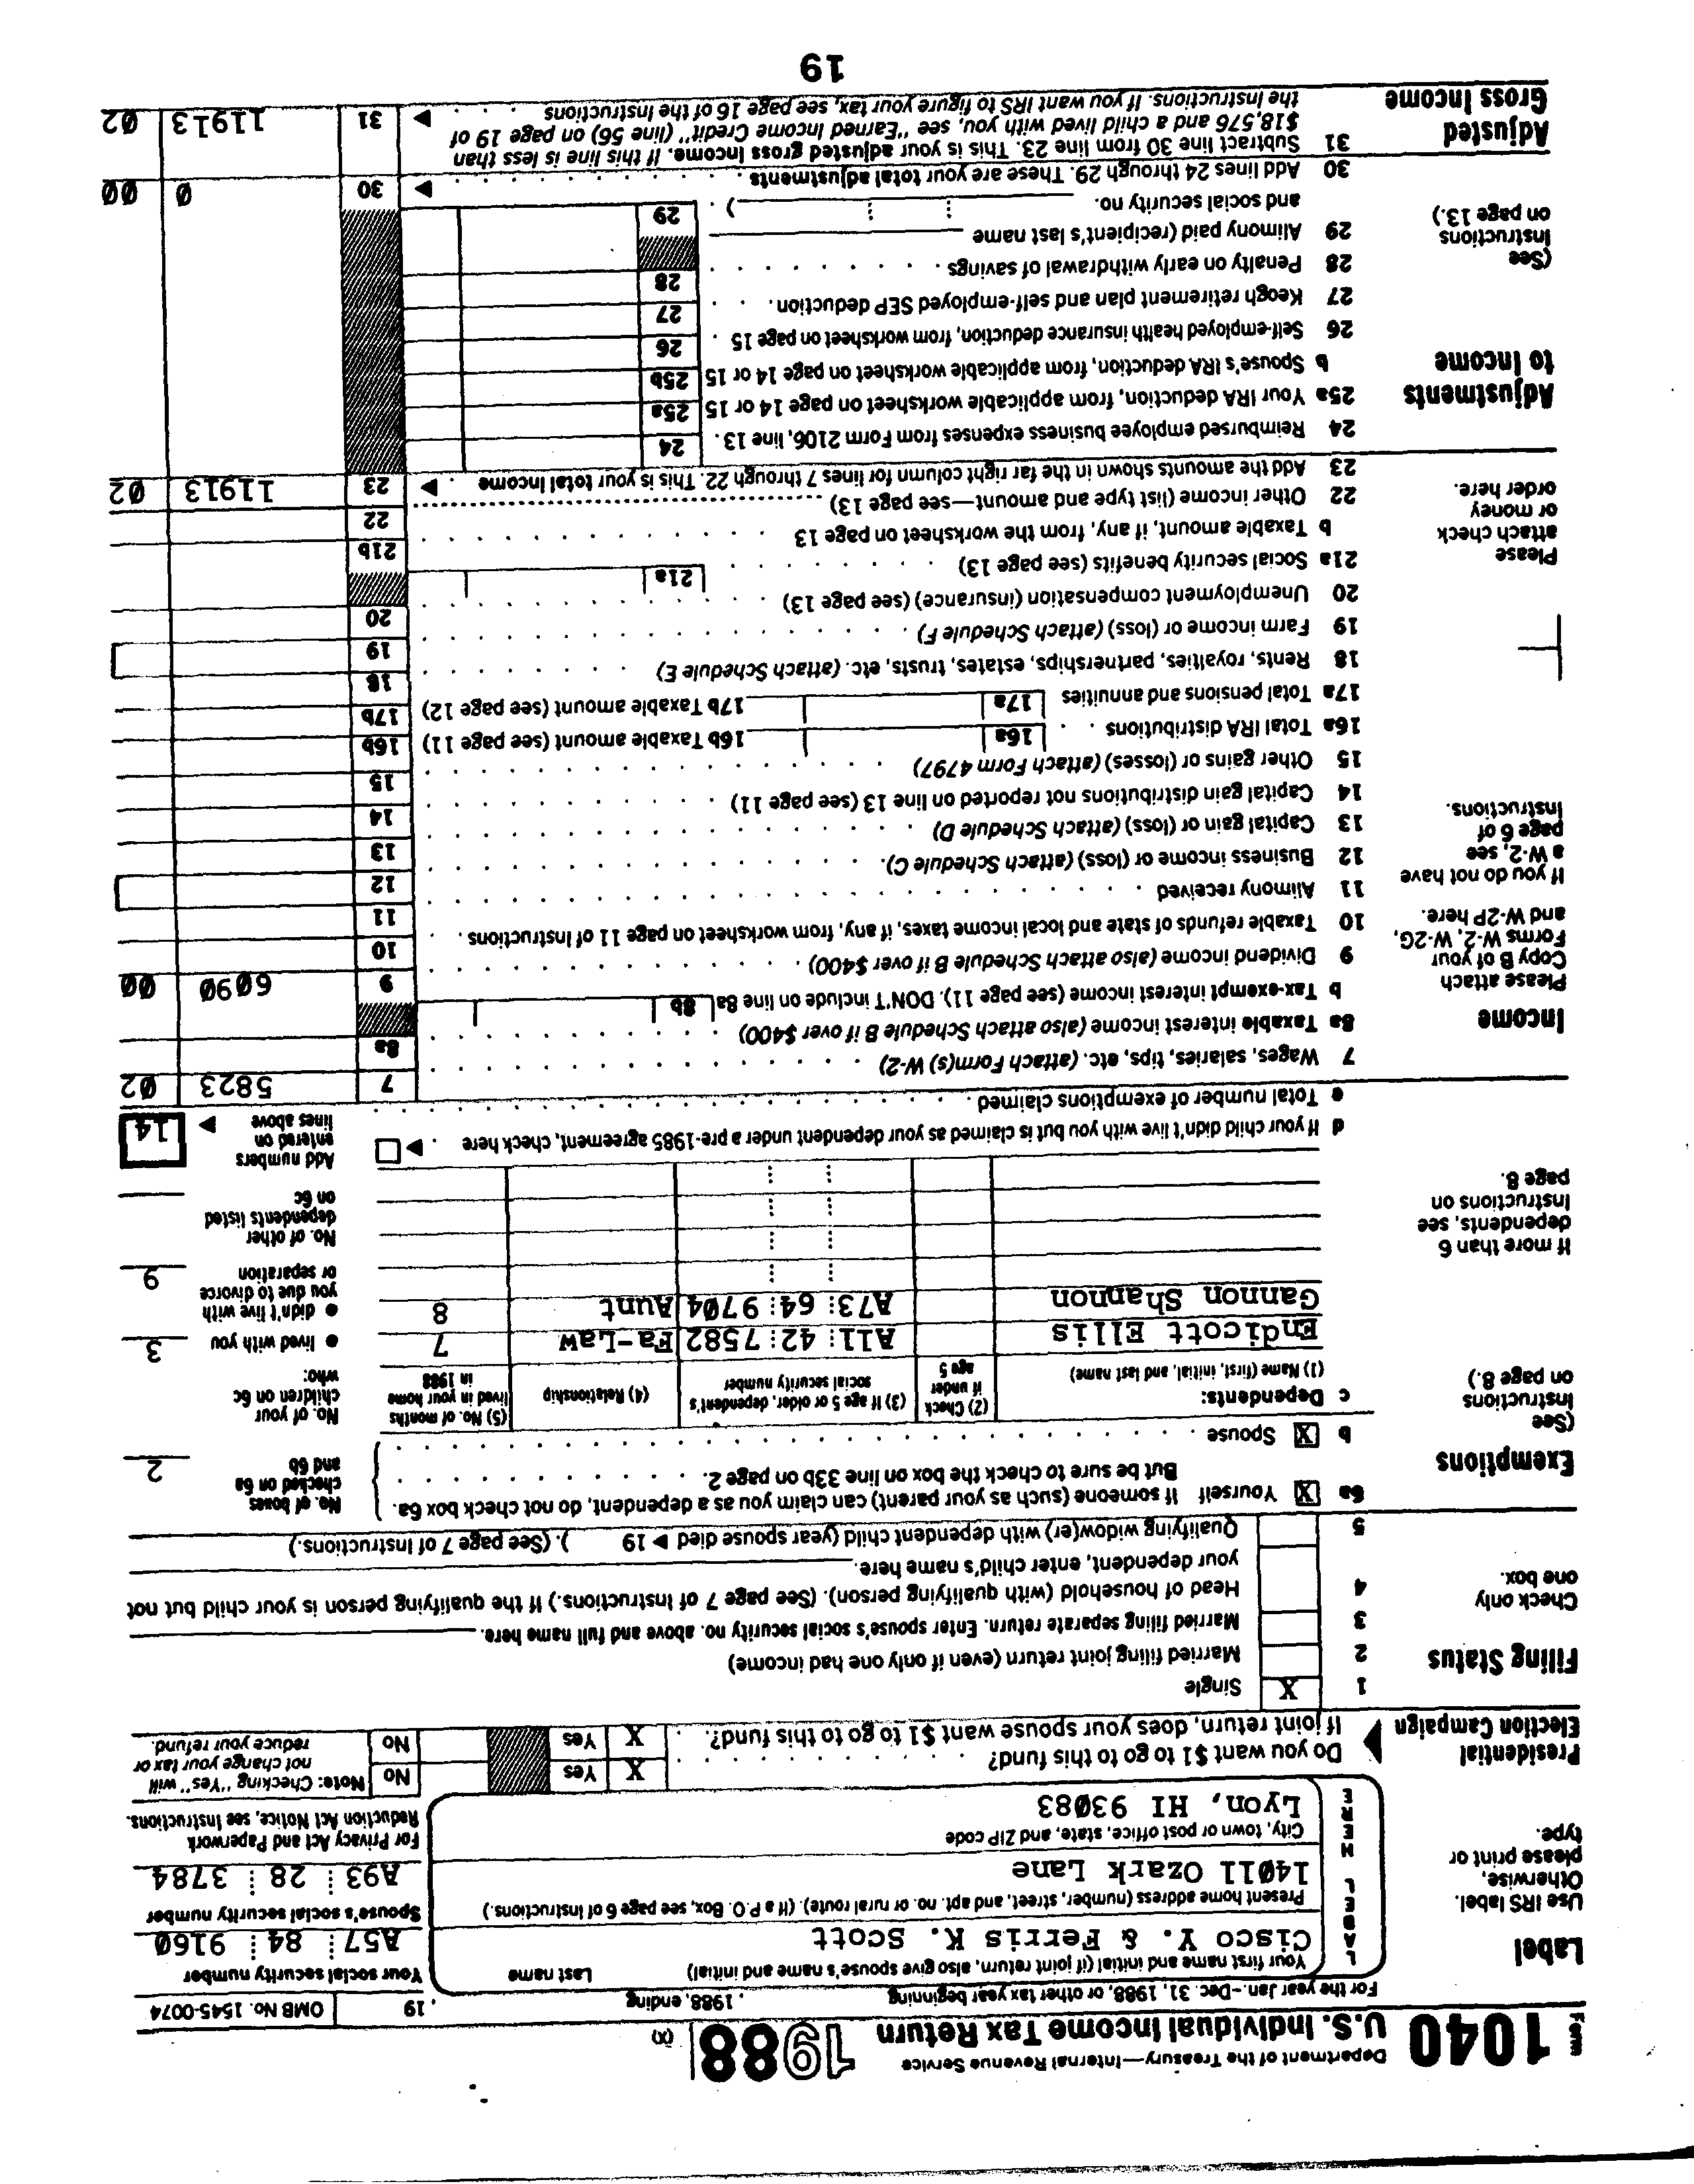 Form 1040 Department of the Treasury—Internal Revenue Service
U.S. Individual Income Tax Return 1988 (X)
For the year Jan.–Dec. 31, 1988, or other tax year beginning , 1988, ending , 19 OMB No. 1545-0074
Label
Use IRS label.
Otherwise,
please print or
type.
LABEL HERE
Your first name and initial (if joint return, also give spouse's name and initial) Last name
Cisco Y. & Ferris K. Scott
Your social security number
A57 84 9160
Present home address (number, street, and apt. no. or rural route). (If a P.O. Box, see page 6 of Instructions.)
14011 Ozark Lane
Spouse's social security number
A93 28 3784
City, town or post office, state, and ZIP code
Lyon, HI 93083
For Privacy Act and Paperwork
Reduction Act Notice, see Instructions.
Presidential
Election Campaign
Do you want $1 to go to this fund? X Yes No
If joint return, does your spouse want $1 to go to this fund? X Yes No
Note: Checking "Yes" will
not change your tax or
reduce your refund.
Filing Status
Check only
one box.
1 X Single
2 Married filing joint return (even if only one had income)
3 Married filing separate return. Enter spouse's social security no. above and full name here.
4 Head of household (with qualifying person). (See page 7 of Instructions.) If the qualifying person is your child but not
your dependent, enter child's name here.
5 Qualifying widow(er) with dependent child (year spouse died ► 19 ). (See page 7 of Instructions.)
Exemptions
(See
Instructions
on page 8.)
6a X Yourself If someone (such as your parent) can claim you as a dependent, do not check box 6a.
But be sure to check the box on line 33b on page 2.
b X Spouse
No. of boxes
checked on 6a
and 6b 2
c Dependents:
(1) Name (first, initial, and last name)
(2) Check
if under
age 5
(3) If age 5 or older, dependent's
social security number
(4) Relationship
(5) No. of months
lived in your home
in 1988
Endicott Ellis A11 42 7582 Fa-Law 7
Gannon Shannon A73 64 9704 Aunt 8
No. of your
children on 6c
who:
● lived with you 3
● didn't live with
you due to divorce
or separation 9
No. of other
dependents listed
on 6c
If more than 6
dependents, see
Instructions on
page 8.
d If your child didn't live with you but is claimed as your dependent under a pre-1985 agreement, check here ►
e Total number of exemptions claimed
Add numbers
entered on
lines above ► 14
Income
Please attach
Copy B of your
Forms W-2, W-2G,
and W-2P here.
If you do not have
a W-2, see
page 6 of
Instructions.
Please
attach check
or money
order here.
7 Wages, salaries, tips, etc. (attach Form(s) W-2) 7 5823 02
8a Taxable interest income (also attach Schedule B if over $400) 8a
b Tax-exempt interest income (see page 11). DON'T include on line 8a 8b
9 Dividend income (also attach Schedule B if over $400) 9 6090 00
10 Taxable refunds of state and local income taxes, if any, from worksheet on page 11 of Instructions 10
11 Alimony received 11
12 Business income or (loss) (attach Schedule C) 12
13 Capital gain or (loss) (attach Schedule D) 13
14 Capital gain distributions not reported on line 13 (see page 11) 14
15 Other gains or (losses) (attach Form 4797) 15
16a Total IRA distributions 16a 16b Taxable amount (see page 11) 16b
17a Total pensions and annuities 17a 17b Taxable amount (see page 12) 17b
18 Rents, royalties, partnerships, estates, trusts, etc. (attach Schedule E) 18
19 Farm income or (loss) (attach Schedule F) 19
20 Unemployment compensation (insurance) (see page 13) 20
21a Social security benefits (see page 13) 21a
b Taxable amount, if any, from the worksheet on page 13 21b
22 Other income (list type and amount—see page 13) 22
23 Add the amounts shown in the far right column for lines 7 through 22. This is your total income ► 23 11913 02
Adjustments
to Income
(See
Instructions
on page 13.)
24 Reimbursed employee business expenses from Form 2106, line 13 24
25a Your IRA deduction, from applicable worksheet on page 14 or 15 25a
b Spouse's IRA deduction, from applicable worksheet on page 14 or 15 25b
26 Self-employed health insurance deduction, from worksheet on page 15 26
27 Keogh retirement plan and self-employed SEP deduction 27
28 Penalty on early withdrawal of savings 28
29 Alimony paid (recipient's last name
and social security no. ) 29
30 Add lines 24 through 29. These are your total adjustments ► 30 0 00
Adjusted
Gross Income
31 Subtract line 30 from line 23. This is your adjusted gross income. If this line is less than
$18,576 and a child lived with you, see "Earned Income Credit" (line 56) on page 19 of
the Instructions. If you want IRS to figure your tax, see page 16 of the Instructions ► 31 11913 02
19